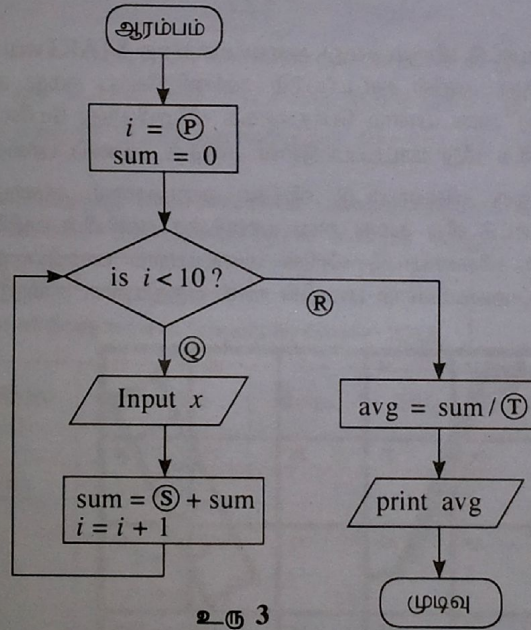 ஆரம்பம்
i = Ⓟ
sum = 0
is i < 10 ?
Ⓡ
Ⓠ
Input x
avg = sum / Ⓣ
sum = Ⓢ + sum
i = i + 1
print avg
முடிவு
உரு 3